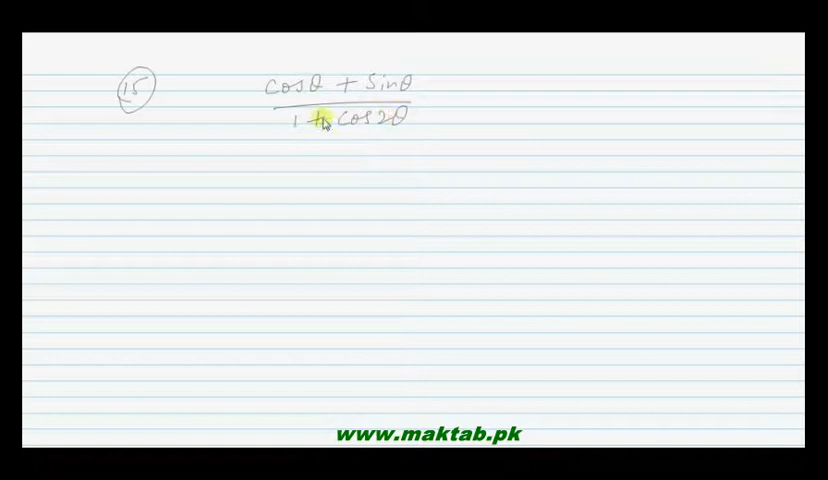 15
cosθ + sinθ
1 + cos2θ
www.maktab.pk